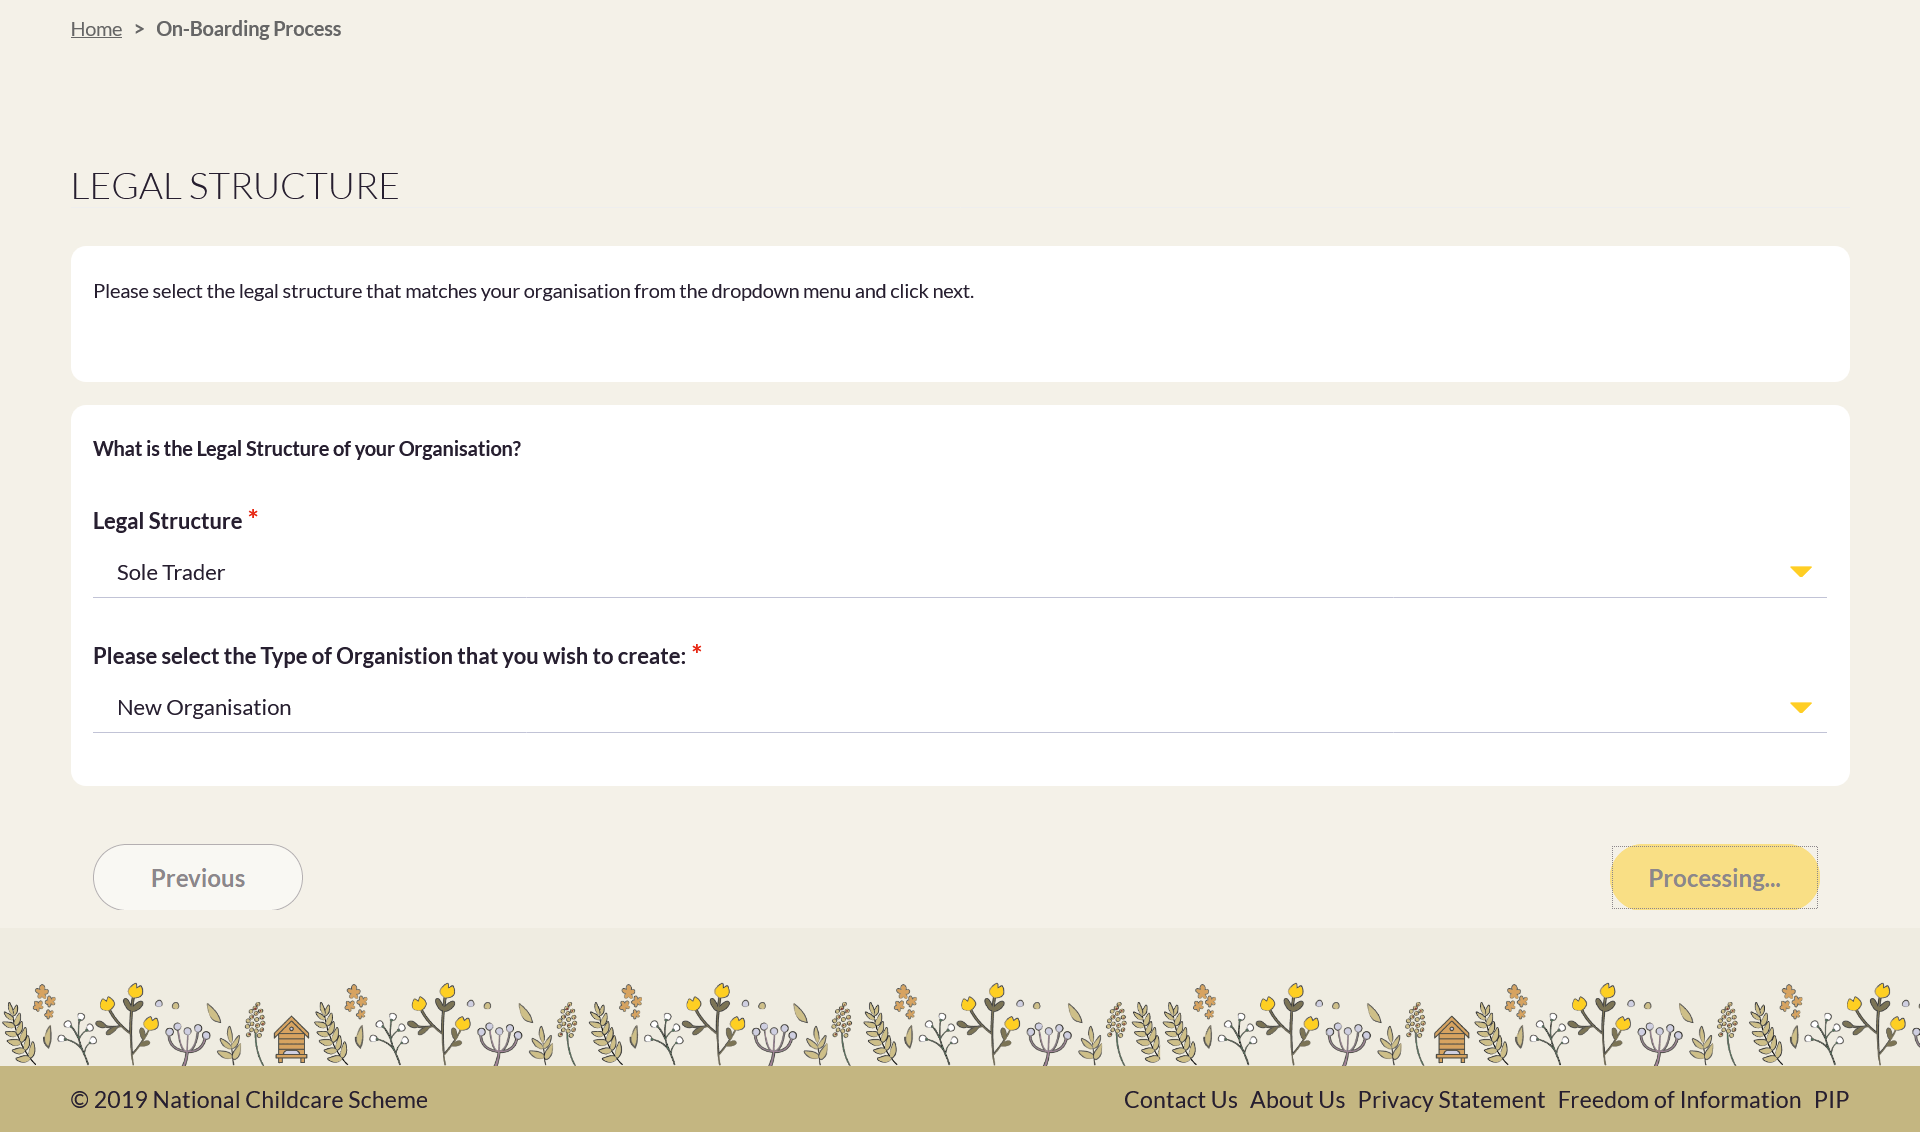 Home > On-Boarding Process
LEGAL STRUCTURE
Please select the legal structure that matches your organisation from the dropdown menu and click next.
What is the Legal Structure of your Organisation?
Legal Structure *
Sole Trader
Please select the Type of Organistion that you wish to create: *
New Organisation
Previous
Processing...
© 2019 National Childcare Scheme
Contact Us About Us Privacy Statement Freedom of Information PIP